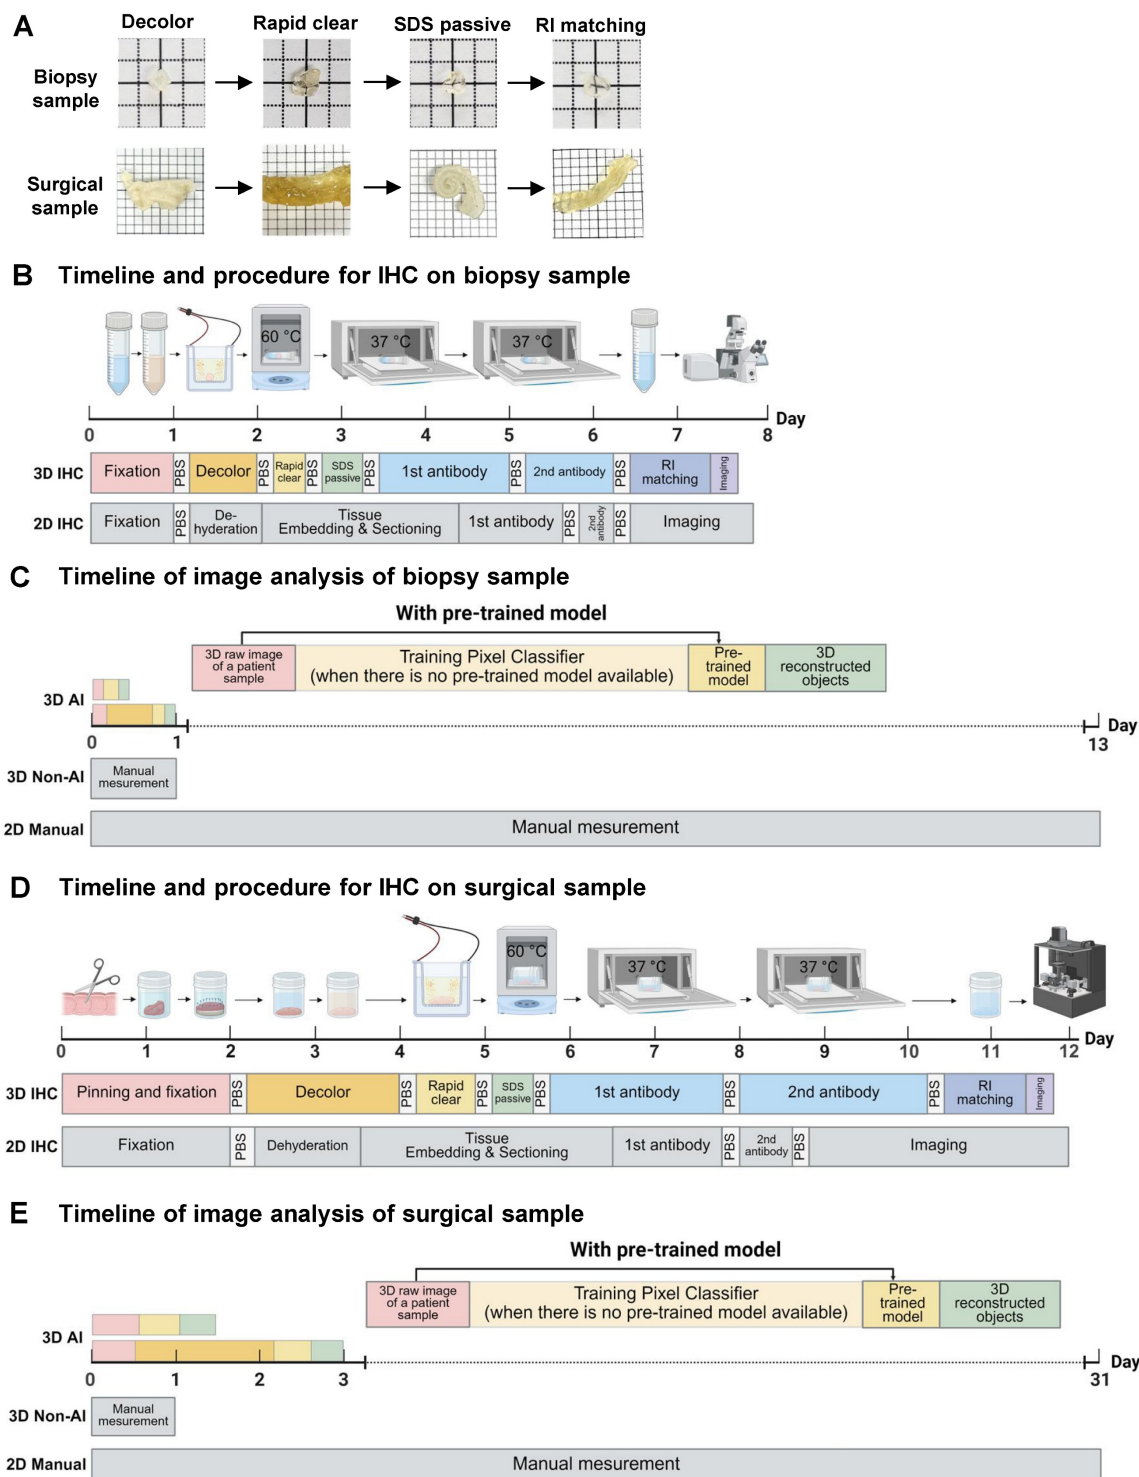 A
Decolor
Rapid clear
SDS passive
RI matching
Biopsy
sample
Surgical
sample
B
Timeline and procedure for IHC on biopsy sample
60 °C
37 °C
37 °C
0
1
2
3
4
5
6
7
8
Day
3D IHC
Fixation
PBS
Decolor
PBS
Rapid
clear
PBS
SDS
passive
PBS
1st antibody
PBS
2nd antibody
PBS
RI
matching
Imaging
2D IHC
Fixation
PBS
De-
hyderation
Tissue
Embedding & Sectioning
1st antibody
PBS
2nd
antibody
PBS
Imaging
C
Timeline of image analysis of biopsy sample
With pre-trained model
3D raw image
of a patient
sample
Training Pixel Classifier
(when there is no pre-trained model available)
Pre-
trained
model
3D
reconstructed
objects
3D AI
0
1
13
Day
3D Non-AI
Manual
mesurement
2D Manual
Manual mesurement
D
Timeline and procedure for IHC on surgical sample
60 °C
37 °C
37 °C
0
1
2
3
4
5
6
7
8
9
10
11
12
Day
3D IHC
Pinning and fixation
PBS
Decolor
PBS
Rapid
clear
PBS
SDS
passive
PBS
1st antibody
PBS
2nd antibody
PBS
RI
matching
Imaging
2D IHC
Fixation
PBS
Dehyderation
Tissue
Embedding & Sectioning
1st antibody
PBS
2nd
antibody
PBS
Imaging
E
Timeline of image analysis of surgical sample
With pre-trained model
3D raw image
of a patient
sample
Training Pixel Classifier
(when there is no pre-trained model available)
Pre-
trained
model
3D
reconstructed
objects
3D AI
0
1
2
3
31
Day
3D Non-AI
Manual
mesurement
2D Manual
Manual mesurement